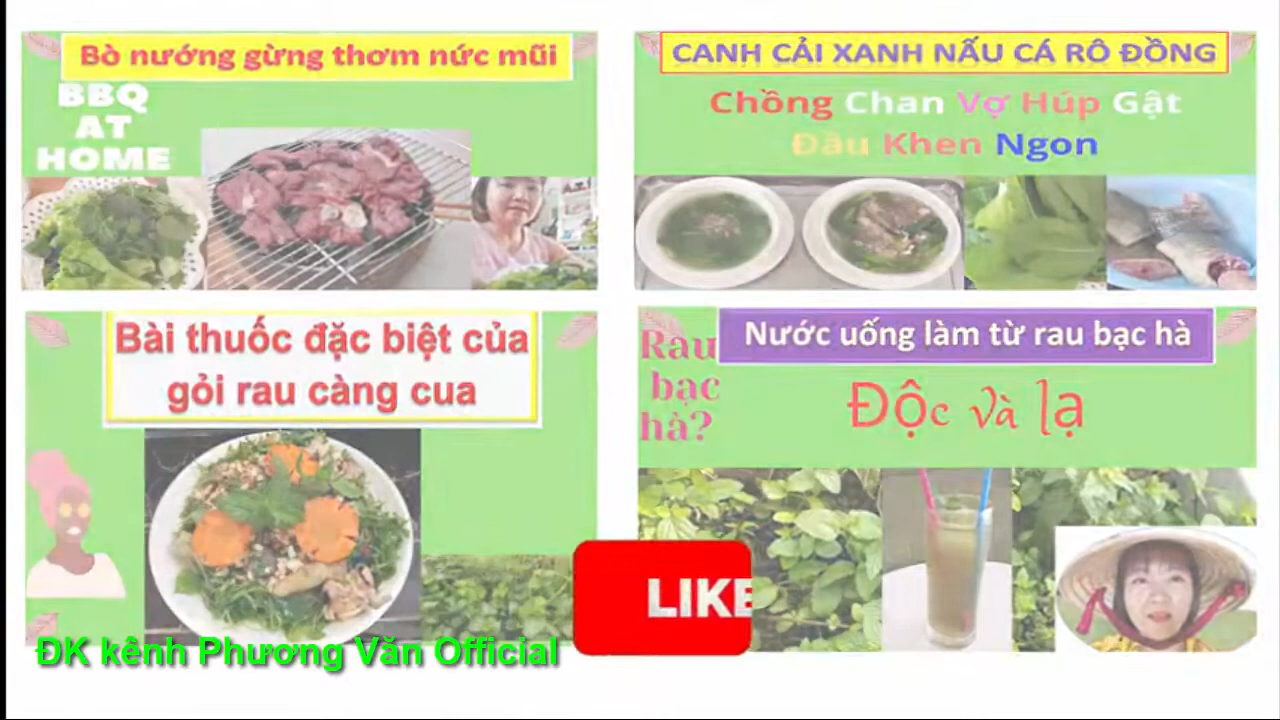 Bò nướng gừng thơm nức mũi
BBQ
AT
HOME
CANH CẢI XANH NẤU CÁ RÔ ĐỒNG
Chồng Chan Vợ Húp Gật
Đầu Khen Ngon
Bài thuốc đặc biệt của
gỏi rau càng cua
Rau
bạc
hà?
Nước uống làm từ rau bạc hà
Độc và lạ
LIKE
ĐK kênh Phương Văn Official